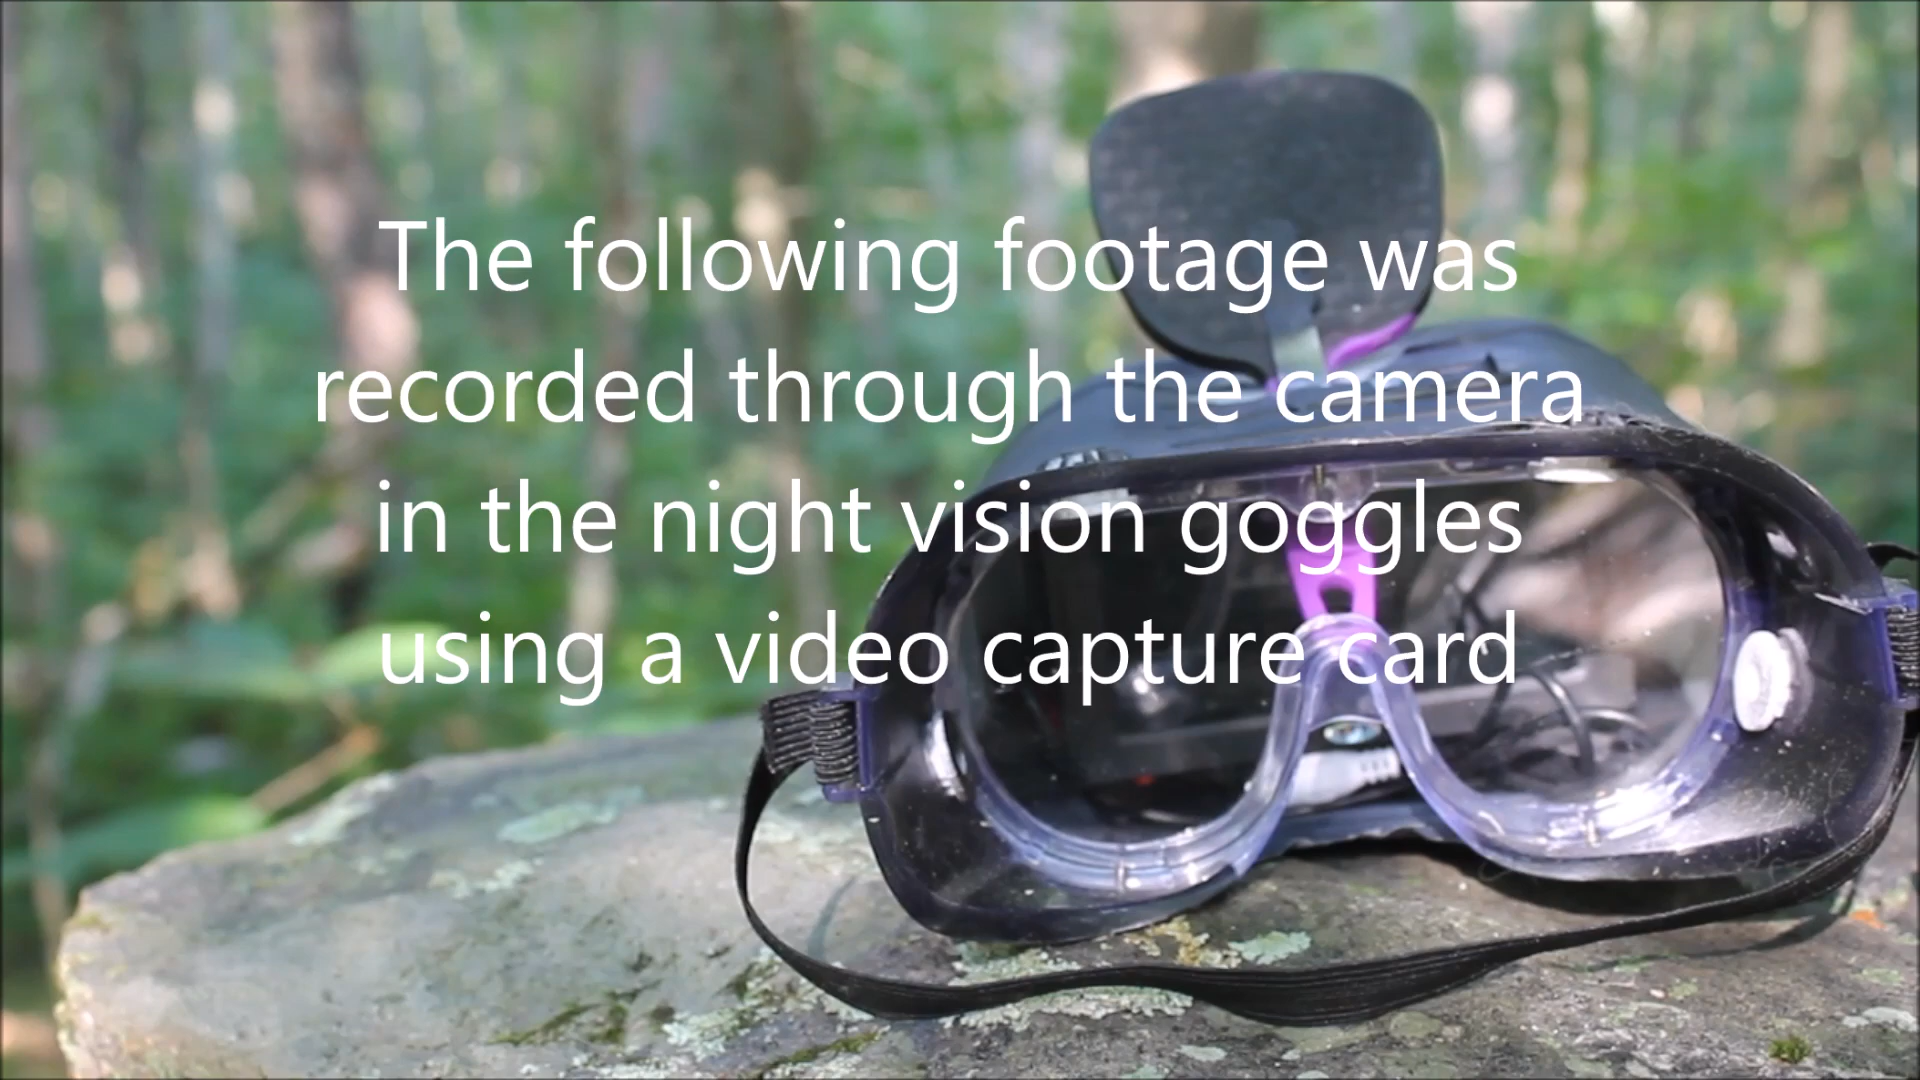 The following footage was
recorded through the camera
in the night vision goggles
using a video capture card